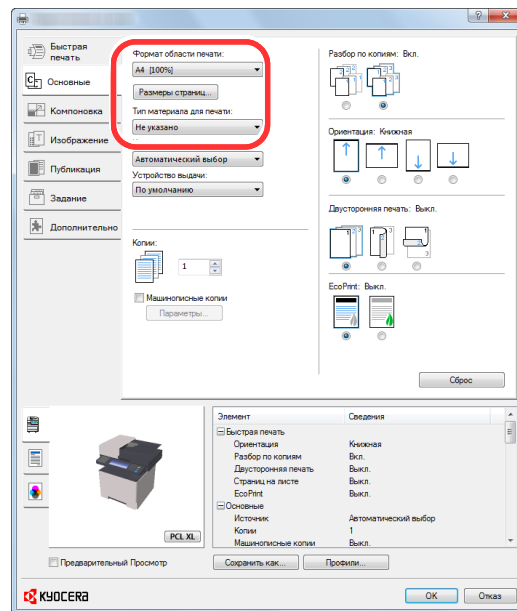 Быстрая
печать
Основные
Компоновка
Изображение
Публикация
Задание
Дополнительно
Формат области печати:
A4 [100%]
Размеры страниц...
Тип материала для печати:
Не указано
Автоматический выбор
Устройство выдачи:
По умолчанию
Копии:
1
Машинописные копии
Параметры...
Разбор по копиям: Вкл.
Ориентация: Книжная
Двусторонняя печать: Выкл.
EcoPrint: Выкл.
Сброс
PCL XL
Предварительный Просмотр
Элемент Сведения
Быстрая печать
Ориентация Книжная
Разбор по копиям Вкл.
Двусторонняя печать Выкл.
Страниц на листе Выкл.
EcoPrint Выкл.
Основные
Источник Автоматический выбор
Копии 1
Машинописные копии Выкл.
Сохранить как... Профили...
KYOCERA
OK Отказ